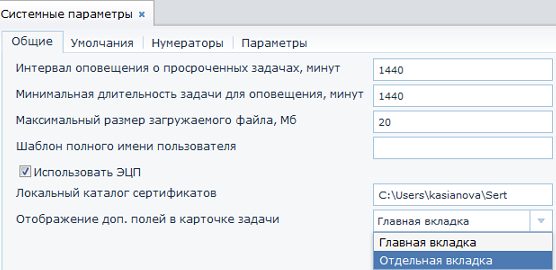 Системные параметры ×
Общие Умолчания Нумераторы Параметры
Интервал оповещения о просроченных задачах, минут 1440
Минимальная длительность задачи для оповещения, минут 1440
Максимальный размер загружаемого файла, Мб 20
Шаблон полного имени пользователя
Использовать ЭЦП
Локальный каталог сертификатов C:\Users\kasianova\Sert
Отображение доп. полей в карточке задачи Главная вкладка
Главная вкладка
Отдельная вкладка